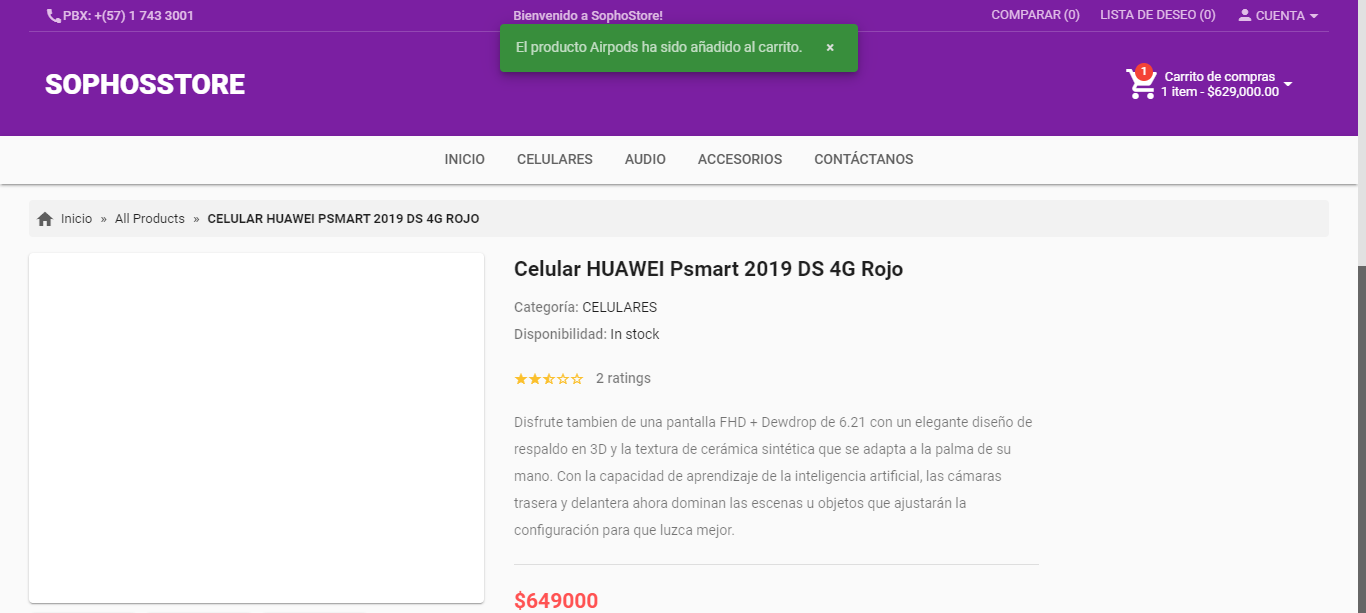 PBX: +(57) 1 743 3001
Bienvenido a SophoStore!
COMPARAR (0)
LISTA DE DESEO (0)
CUENTA
El producto Airpods ha sido añadido al carrito. ×
SOPHOSSTORE
1
Carrito de compras
1 item - $629,000.00
INICIO CELULARES AUDIO ACCESORIOS CONTÁCTANOS
Inicio » All Products » CELULAR HUAWEI PSMART 2019 DS 4G ROJO
Celular HUAWEI Psmart 2019 DS 4G Rojo
Categoría: CELULARES
Disponibilidad: In stock
2 ratings
Disfrute tambien de una pantalla FHD + Dewdrop de 6.21 con un elegante diseño de
respaldo en 3D y la textura de cerámica sintética que se adapta a la palma de su
mano. Con la capacidad de aprendizaje de la inteligencia artificial, las cámaras
trasera y delantera ahora dominan las escenas u objetos que ajustarán la
configuración para que luzca mejor.
$649000